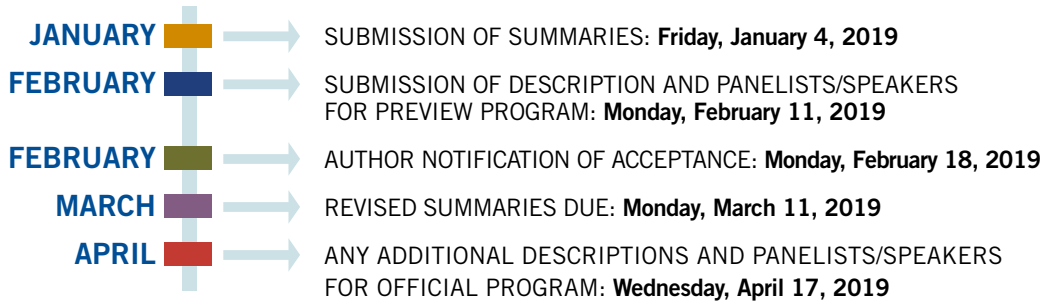 JANUARY SUBMISSION OF SUMMARIES: Friday, January 4, 2019
FEBRUARY SUBMISSION OF DESCRIPTION AND PANELISTS/SPEAKERS
FOR PREVIEW PROGRAM: Monday, February 11, 2019
FEBRUARY AUTHOR NOTIFICATION OF ACCEPTANCE: Monday, February 18, 2019
MARCH REVISED SUMMARIES DUE: Monday, March 11, 2019
APRIL ANY ADDITIONAL DESCRIPTIONS AND PANELISTS/SPEAKERS
FOR OFFICIAL PROGRAM: Wednesday, April 17, 2019